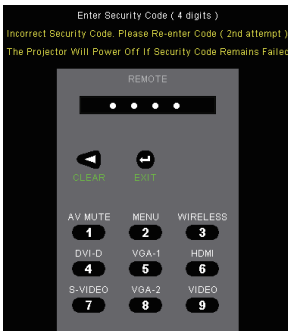 Enter Security Code ( 4 digits )
Incorrect Security Code. Please Re-enter Code ( 2nd attempt )
The Projector Will Power Off If Security Code Remains Failed
REMOTE
CLEAR EXIT
AV MUTE MENU WIRELESS
1 2 3
DVI-D VGA-1 HDMI
4 5 6
S-VIDEO VGA-2 VIDEO
7 8 9